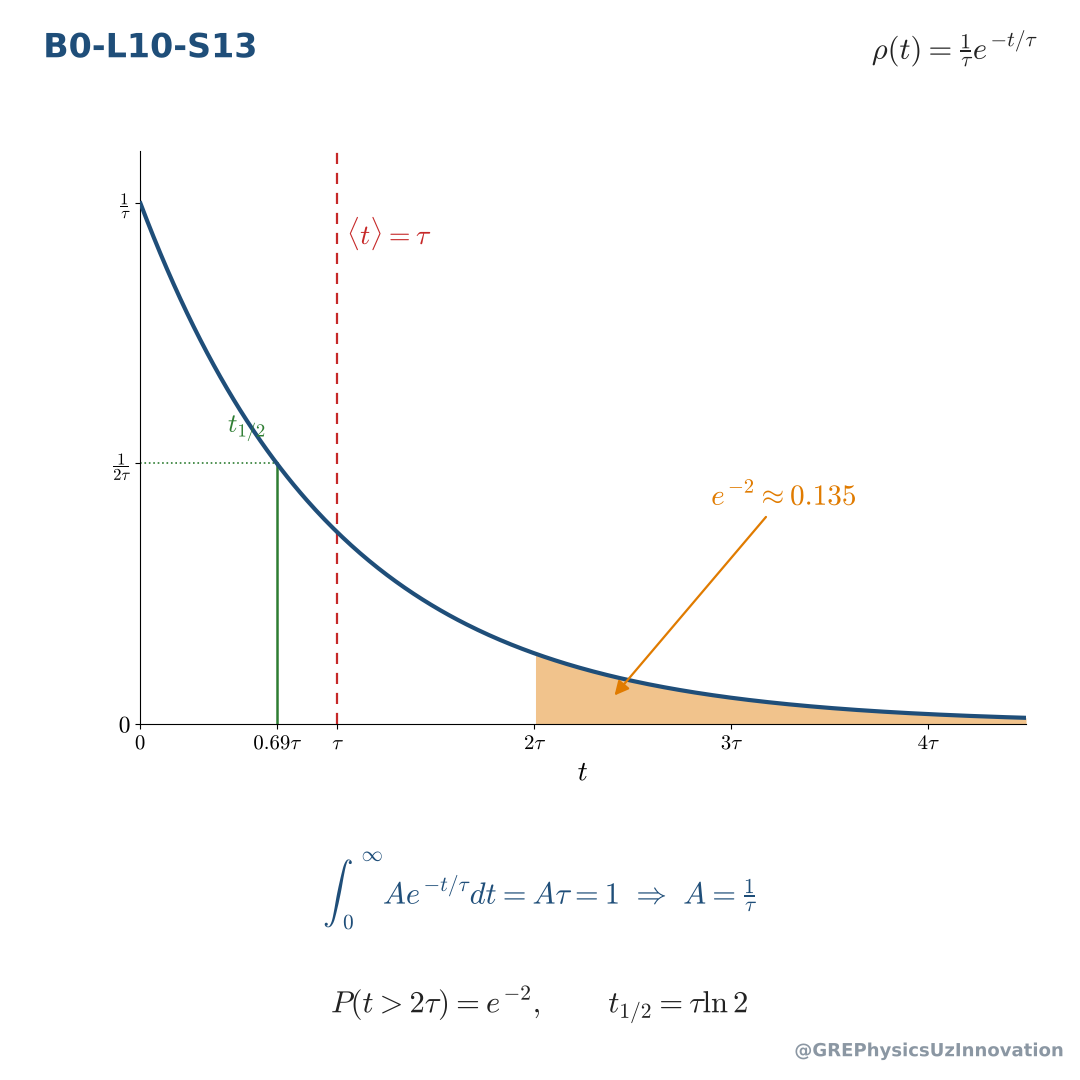 B0-L10-S13
ρ(t) = 1/τ e^{−t/τ}
1/τ
⟨t⟩ = τ
t_{1/2}
1/2τ
e^{−2} ≈ 0.135
0
0 0.69τ τ 2τ 3τ 4τ
t
∫_0^∞ Ae^{−t/τ}dt = Aτ = 1 ⇒ A = 1/τ
P(t > 2τ) = e^{−2}, t_{1/2} = τ ln 2
@GREPhysicsUzInnovation